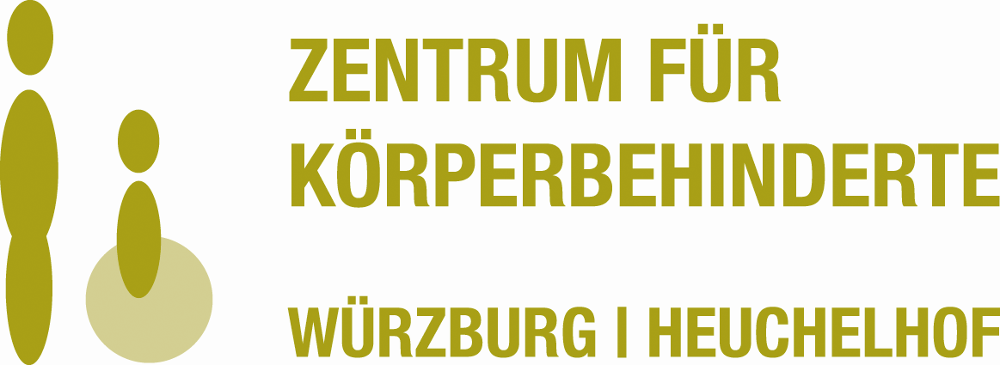 ZENTRUM FÜR
KÖRPERBEHINDERTE
WÜRZBURG | HEUCHELHOF